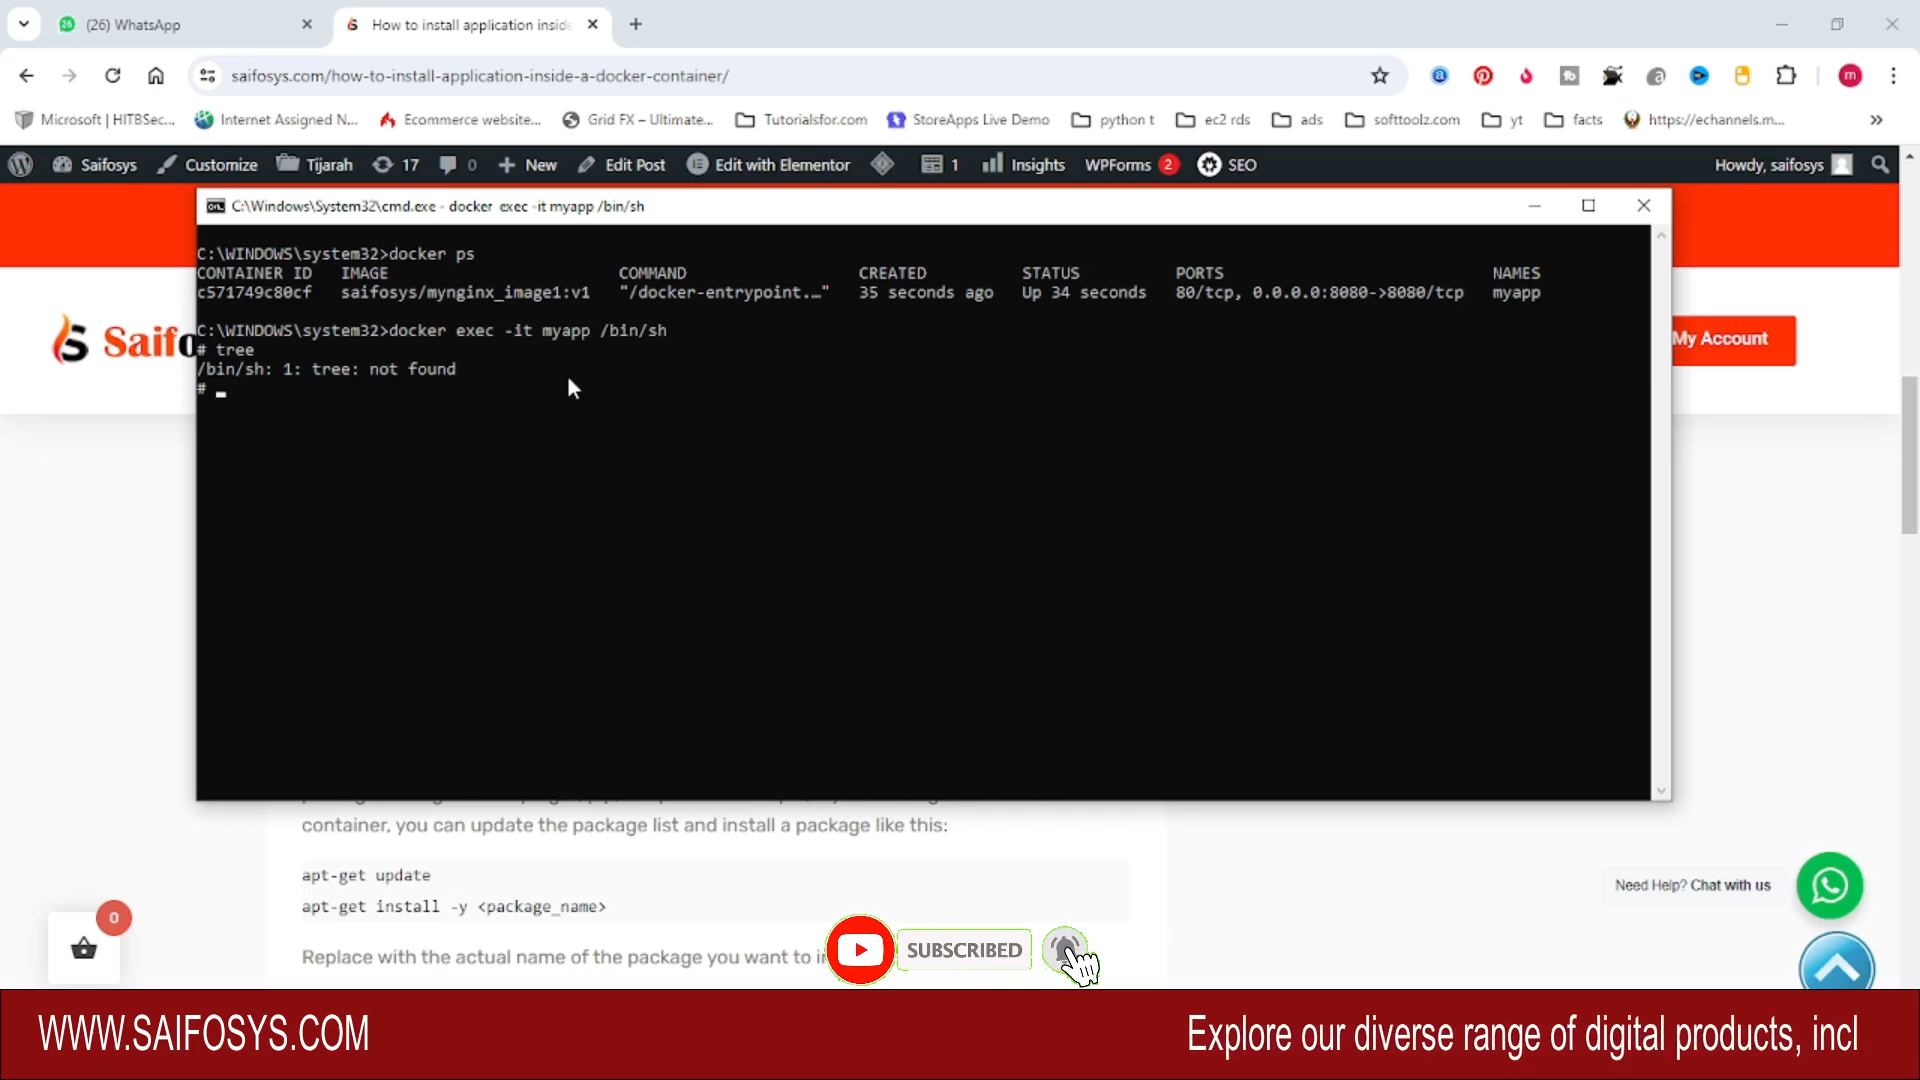 (26) WhatsApp
How to install application inside
saifosys.com/how-to-install-application-inside-a-docker-container/
Microsoft | HITBSec...
Internet Assigned N...
Ecommerce website...
Grid FX – Ultimate...
Tutorialsfor.com
StoreApps Live Demo
python t
ec2 rds
ads
softtoolz.com
yt
facts
https://echannels.m...
»
Saifosys
Customize
Tijarah
17
0
New
Edit Post
Edit with Elementor
1
Insights
WPForms 2
SEO
Howdy, saifosys
C:\Windows\System32\cmd.exe - docker exec -it myapp /bin/sh
C:\WINDOWS\system32>docker ps
CONTAINER ID IMAGE COMMAND CREATED STATUS PORTS NAMES
c571749c80cf saifosys/mynginx_image1:v1 "/docker-entrypoint.…" 35 seconds ago Up 34 seconds 80/tcp, 0.0.0.0:8080->8080/tcp myapp
C:\WINDOWS\system32>docker exec -it myapp /bin/sh
# tree
/bin/sh: 1: tree: not found
#
Saifo
My Account
container, you can update the package list and install a package like this:
apt-get update
apt-get install -y <package_name>
Replace with the actual name of the package you want to in
SUBSCRIBED
Need Help? Chat with us
0
WWW.SAIFOSYS.COM
Explore our diverse range of digital products, incl